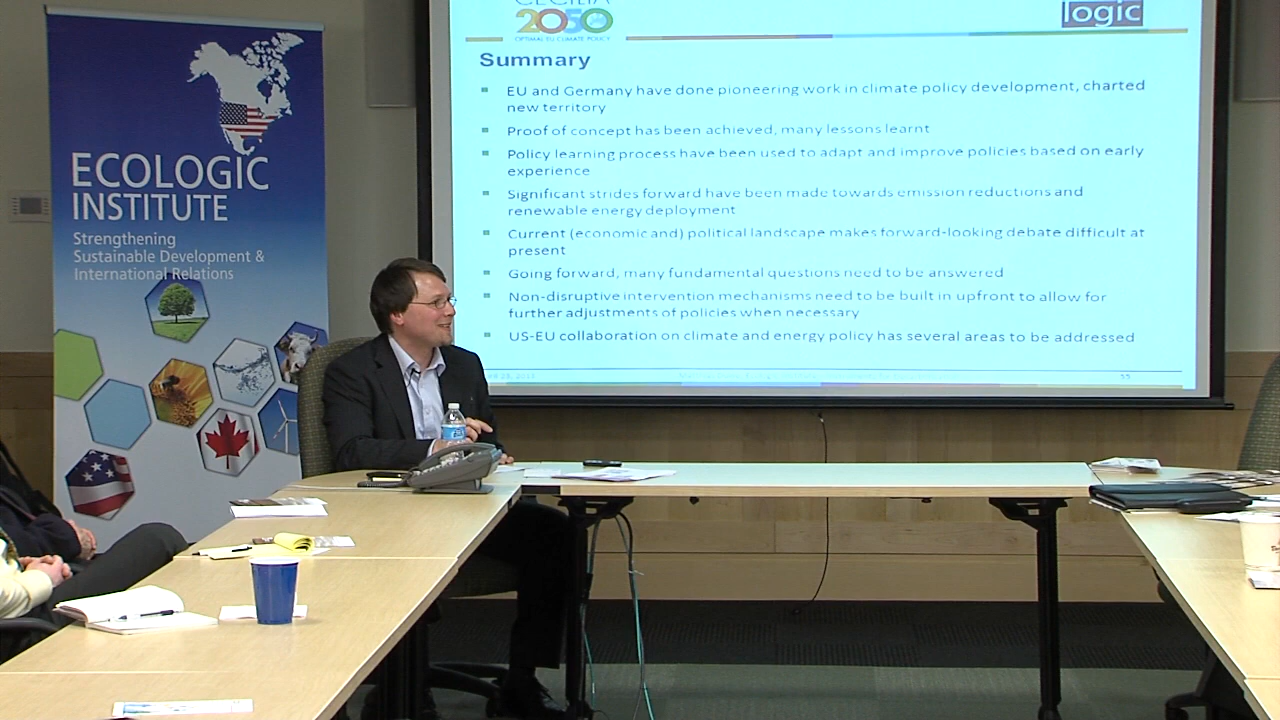 ECOLOGIC
INSTITUTE
Strengthening
Sustainable Development &
International Relations
CECILIA
2050
OPTIMAL EU CLIMATE POLICY
logic
Summary
EU and Germany have done pioneering work in climate policy development, charted
new territory
Proof of concept has been achieved, many lessons learnt
Policy learning process have been used to adapt and improve policies based on early
experience
Significant strides forward have been made towards emission reductions and
renewable energy deployment
Current (economic and) political landscape makes forward-looking debate difficult at
present
Going forward, many fundamental questions need to be answered
Non-disruptive intervention mechanisms need to be built in upfront to allow for
further adjustments of policies when necessary
US-EU collaboration on climate and energy policy has several areas to be addressed